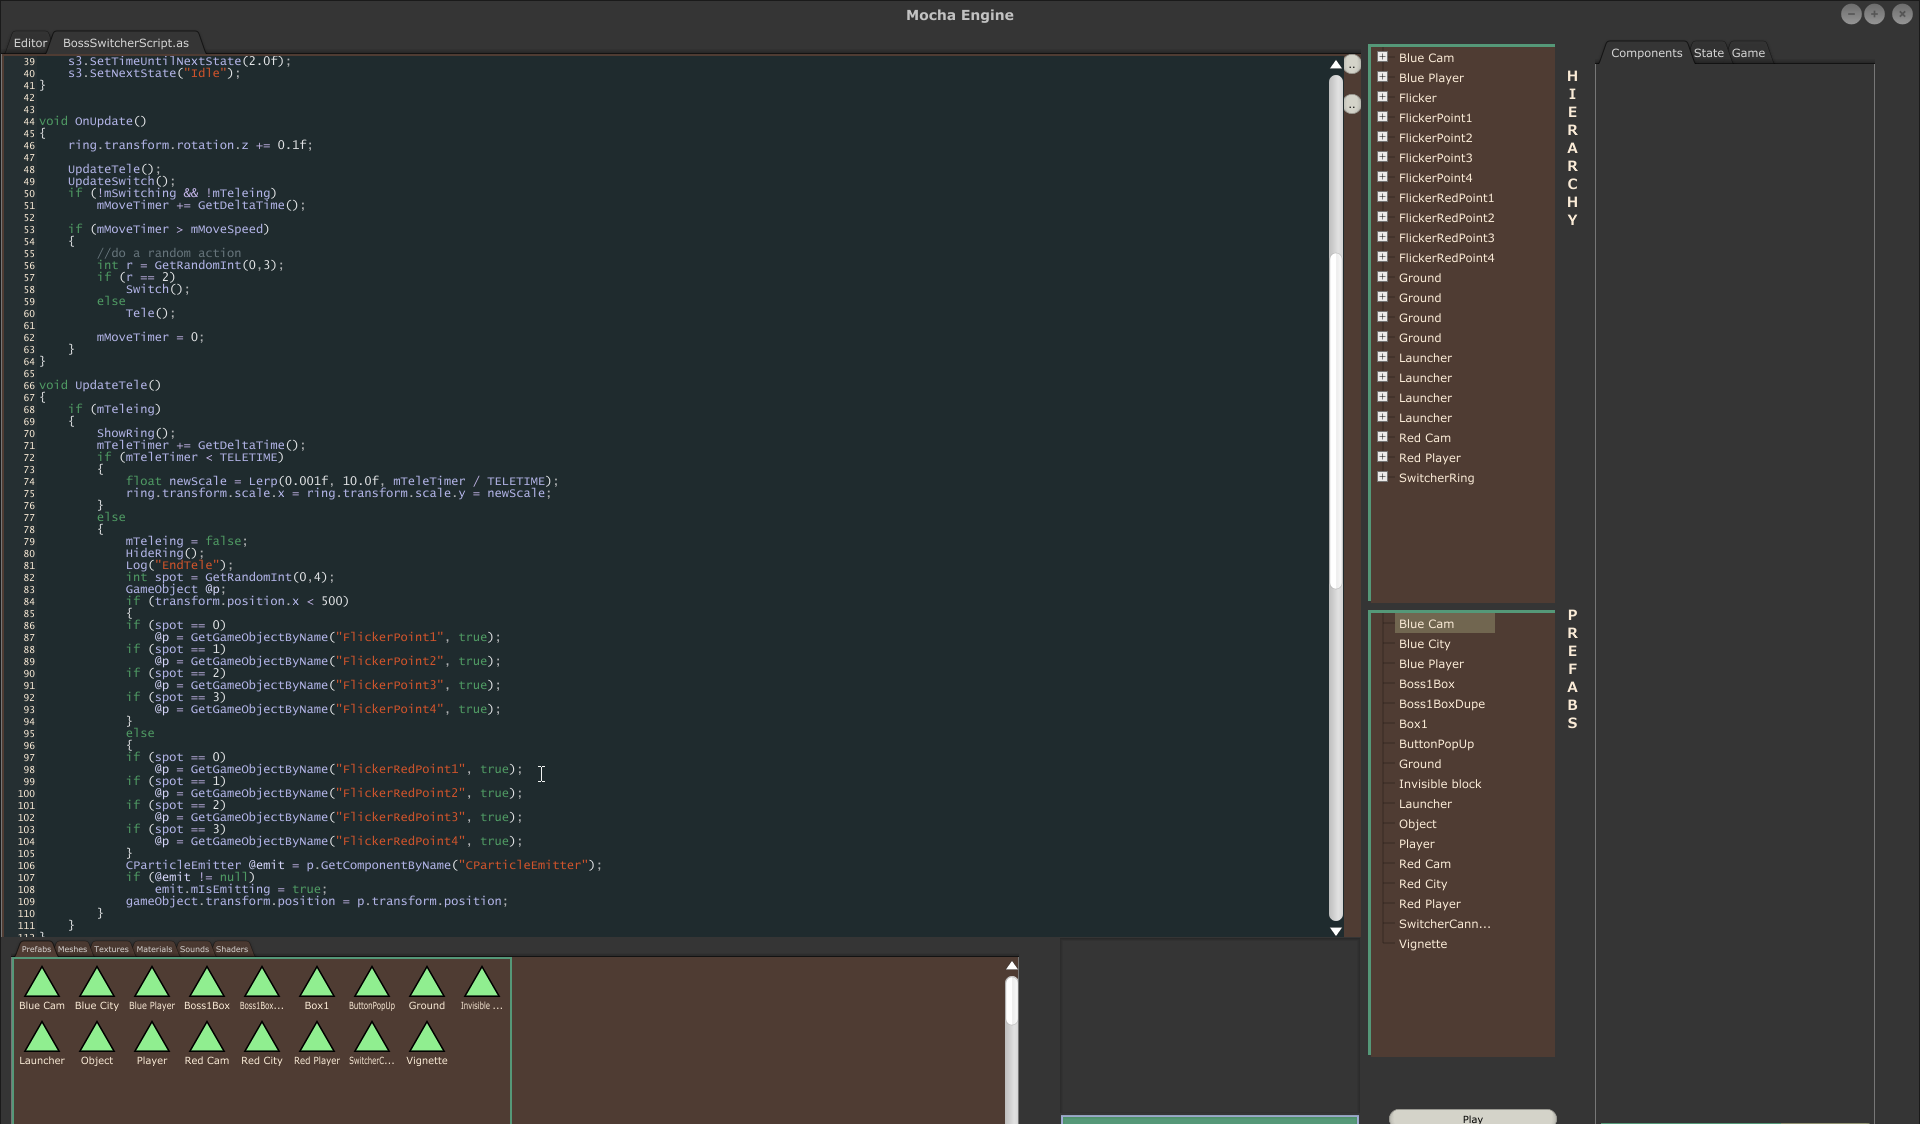 Mocha Engine
Editor
BossSwitcherScript.as
39 s3.SetTimeUntilNextState(2.0f);
40 s3.SetNextState("Idle");
41 }
42
43
44 void OnUpdate()
45 {
46 ring.transform.rotation.z += 0.1f;
47
48 UpdateTele();
49 UpdateSwitch();
50 if (!mSwitching && !mTeleing)
51 mMoveTimer += GetDeltaTime();
52
53 if (mMoveTimer > mMoveSpeed)
54 {
55 //do a random action
56 int r = GetRandomInt(0,3);
57 if (r == 2)
58 Switch();
59 else
60 Tele();
61
62 mMoveTimer = 0;
63 }
64 }
65
66 void UpdateTele()
67 {
68 if (mTeleing)
69 {
70 ShowRing();
71 mTeleTimer += GetDeltaTime();
72 if (mTeleTimer < TELETIME)
73 {
74 float newScale = Lerp(0.001f, 10.0f, mTeleTimer / TELETIME);
75 ring.transform.scale.x = ring.transform.scale.y = newScale;
76 }
77 else
78 {
79 mTeleing = false;
80 HideRing();
81 Log("EndTele");
82 int spot = GetRandomInt(0,4);
83 GameObject @p;
84 if (transform.position.x < 500)
85 {
86 if (spot == 0)
87 @p = GetGameObjectByName("FlickerPoint1", true);
88 if (spot == 1)
89 @p = GetGameObjectByName("FlickerPoint2", true);
90 if (spot == 2)
91 @p = GetGameObjectByName("FlickerPoint3", true);
92 if (spot == 3)
93 @p = GetGameObjectByName("FlickerPoint4", true);
94 }
95 else
96 {
97 if (spot == 0)
98 @p = GetGameObjectByName("FlickerRedPoint1", true);
99 if (spot == 1)
100 @p = GetGameObjectByName("FlickerRedPoint2", true);
101 if (spot == 2)
102 @p = GetGameObjectByName("FlickerRedPoint3", true);
103 if (spot == 3)
104 @p = GetGameObjectByName("FlickerRedPoint4", true);
105 }
106 CParticleEmitter @emit = p.GetComponentByName("CParticleEmitter");
107 if (@emit != null)
108 emit.mIsEmitting = true;
109 gameObject.transform.position = p.transform.position;
110 }
111 }
112 }
..
..
Blue Cam
Blue Player
Flicker
FlickerPoint1
FlickerPoint2
FlickerPoint3
FlickerPoint4
FlickerRedPoint1
FlickerRedPoint2
FlickerRedPoint3
FlickerRedPoint4
Ground
Ground
Ground
Ground
Launcher
Launcher
Launcher
Launcher
Red Cam
Red Player
SwitcherRing
HIERARCHY
Blue Cam
Blue City
Blue Player
Boss1Box
Boss1BoxDupe
Box1
ButtonPopUp
Ground
Invisible block
Launcher
Object
Player
Red Cam
Red City
Red Player
SwitcherCann...
Vignette
PREFABS
Components State Game
Prefabs Meshes Textures Materials Sounds Shaders
Blue Cam Blue City Blue Player Boss1Box Boss1Box... Box1 ButtonPopUp Ground Invisible ...
Launcher Object Player Red Cam Red City Red Player SwitcherC... Vignette
Play